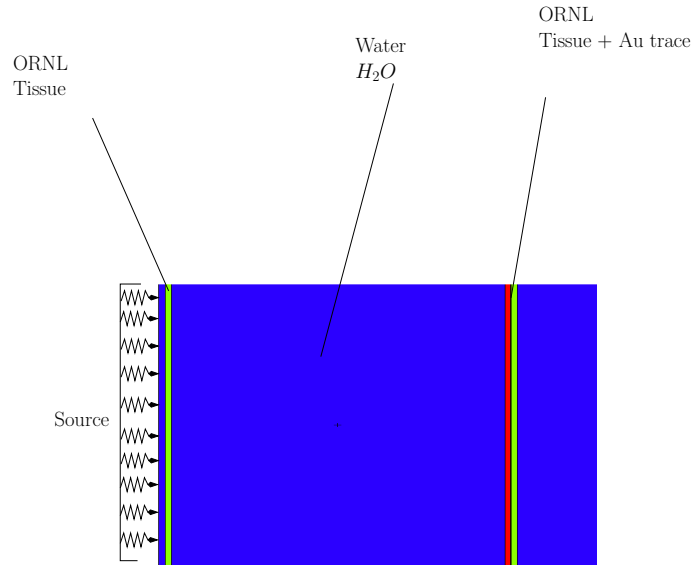 ORNL
Tissue
Water
H₂O
ORNL
Tissue + Au trace
Source